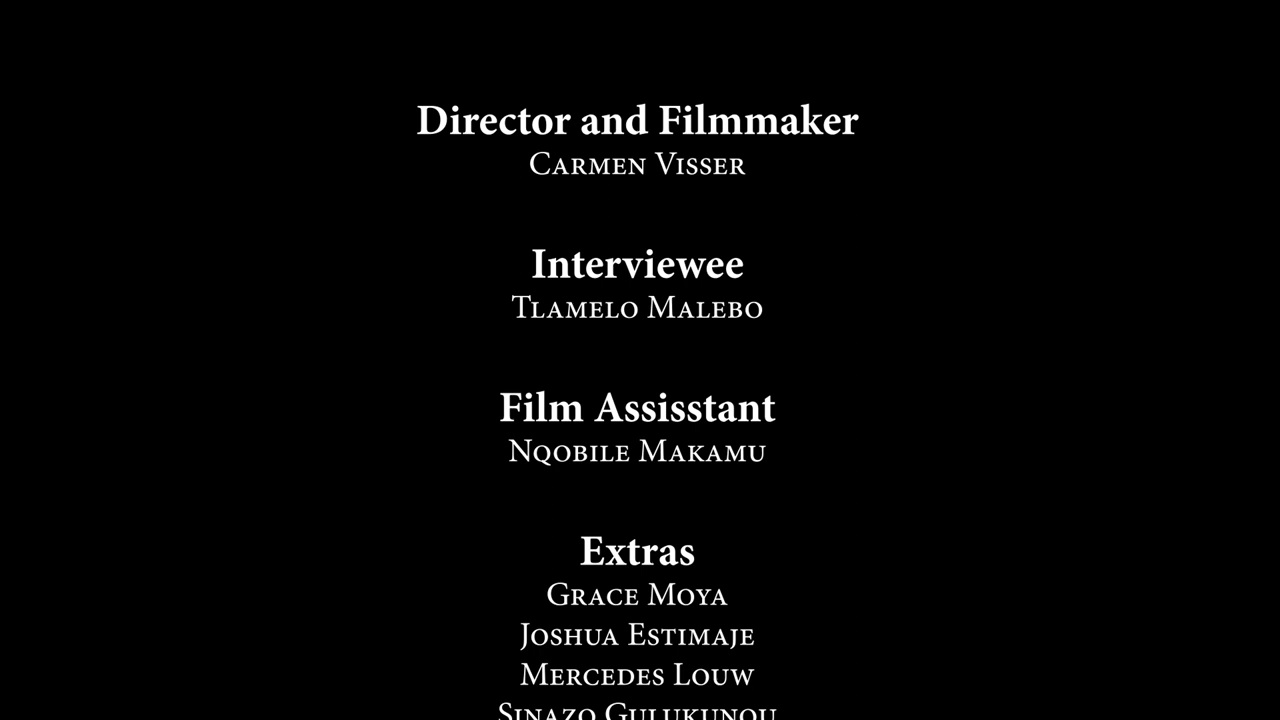 Director and Filmmaker
Carmen Visser
Interviewee
Tlamelo Malebo
Film Assisstant
Nqobile Makamu
Extras
Grace Moya
Joshua Estimaje
Mercedes Louw
Sinazo